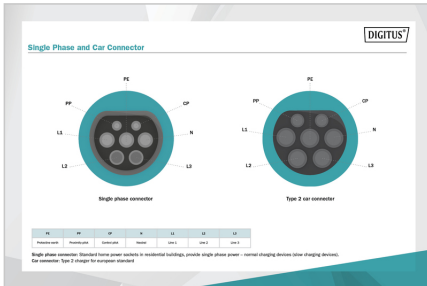 DIGITUS®
Single Phase and Car Connector
PE
PP
CP
L1
N
L2
L3
Single phase connector
PE
PP
CP
L1
N
L2
L3
Type 2 car connector
PE PP CP N L1 L2 L3
Protective earth Proximity pilot Control pilot Neutral Line 1 Line 2 Line 3
Single phase connector: Standard home power sockets in residential buildings, provide single phase power – normal charging devices (slow charging devices).
Car connector: Type 2 charger for european standard